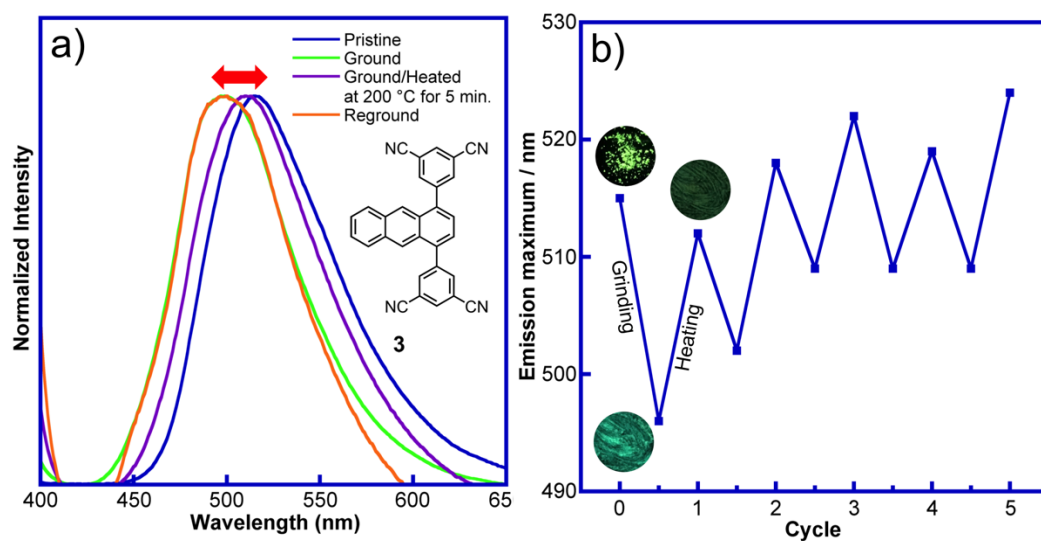 a)
Pristine
Ground
Ground/Heated
at 200 °C for 5 min.
Reground
CN
CN
CN
CN
3
Normalized Intensity
400
450
500
550
600
65
Wavelength (nm)
b)
530
520
510
500
490
Emission maximum / nm
Grinding
Heating
0
1
2
3
4
5
Cycle